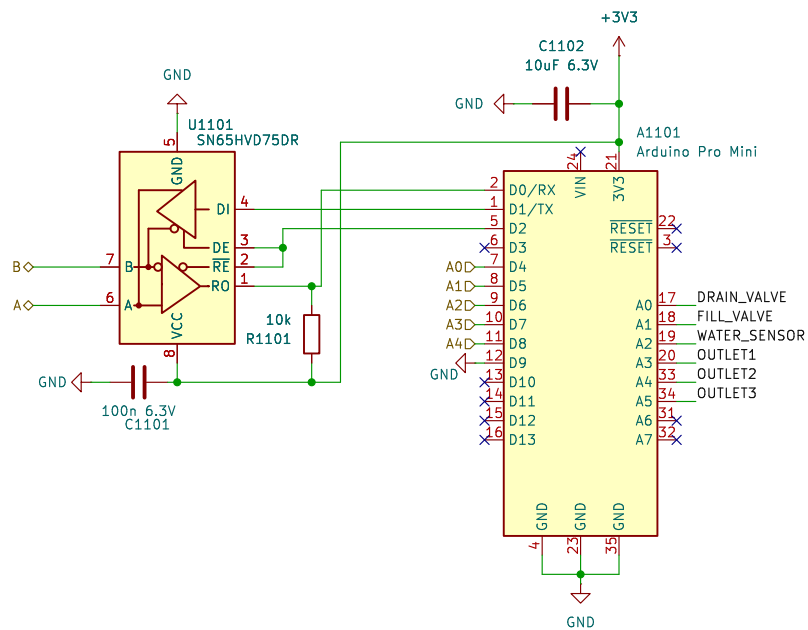 +3V3
C1102
10uF 6.3V
GND
GND
U1101
SN65HVD75DR
A1101
Arduino Pro Mini
5
GND
24
VIN
21
3V3
DI
4
2
D0/RX
1
D1/TX
5
D2
RESET
22
DE
3
6
D3
RESET
3
B
7
B
RE
2
A0
7
D4
RO
1
A1
8
D5
A
6
A
A2
9
D6
A0
17
DRAIN_VALVE
10k
R1101
A3
10
D7
A1
18
FILL_VALVE
VCC
8
A4
11
D8
A2
19
WATER_SENSOR
GND
12
D9
A3
20
OUTLET1
GND
13
D10
A4
33
OUTLET2
100n 6.3V
C1101
14
D11
A5
34
OUTLET3
15
D12
A6
31
16
D13
A7
32
GND
GND
GND
4
23
35
GND